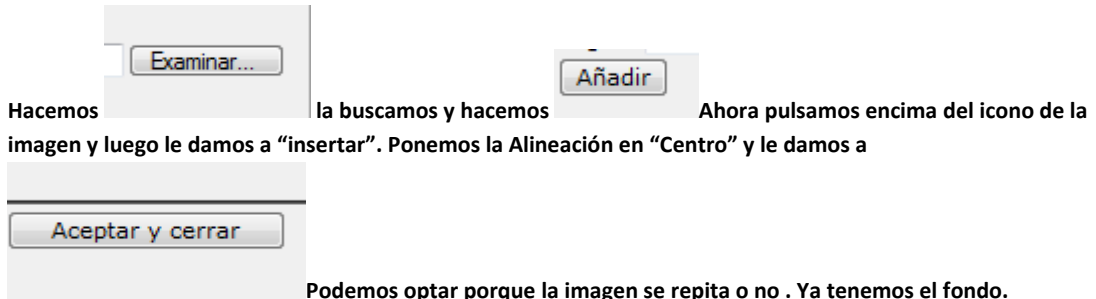 Examinar...
Añadir
Hacemos la buscamos y hacemos Ahora pulsamos encima del icono de la
imagen y luego le damos a “insertar”. Ponemos la Alineación en “Centro” y le damos a
Aceptar y cerrar
Podemos optar porque la imagen se repita o no . Ya tenemos el fondo.